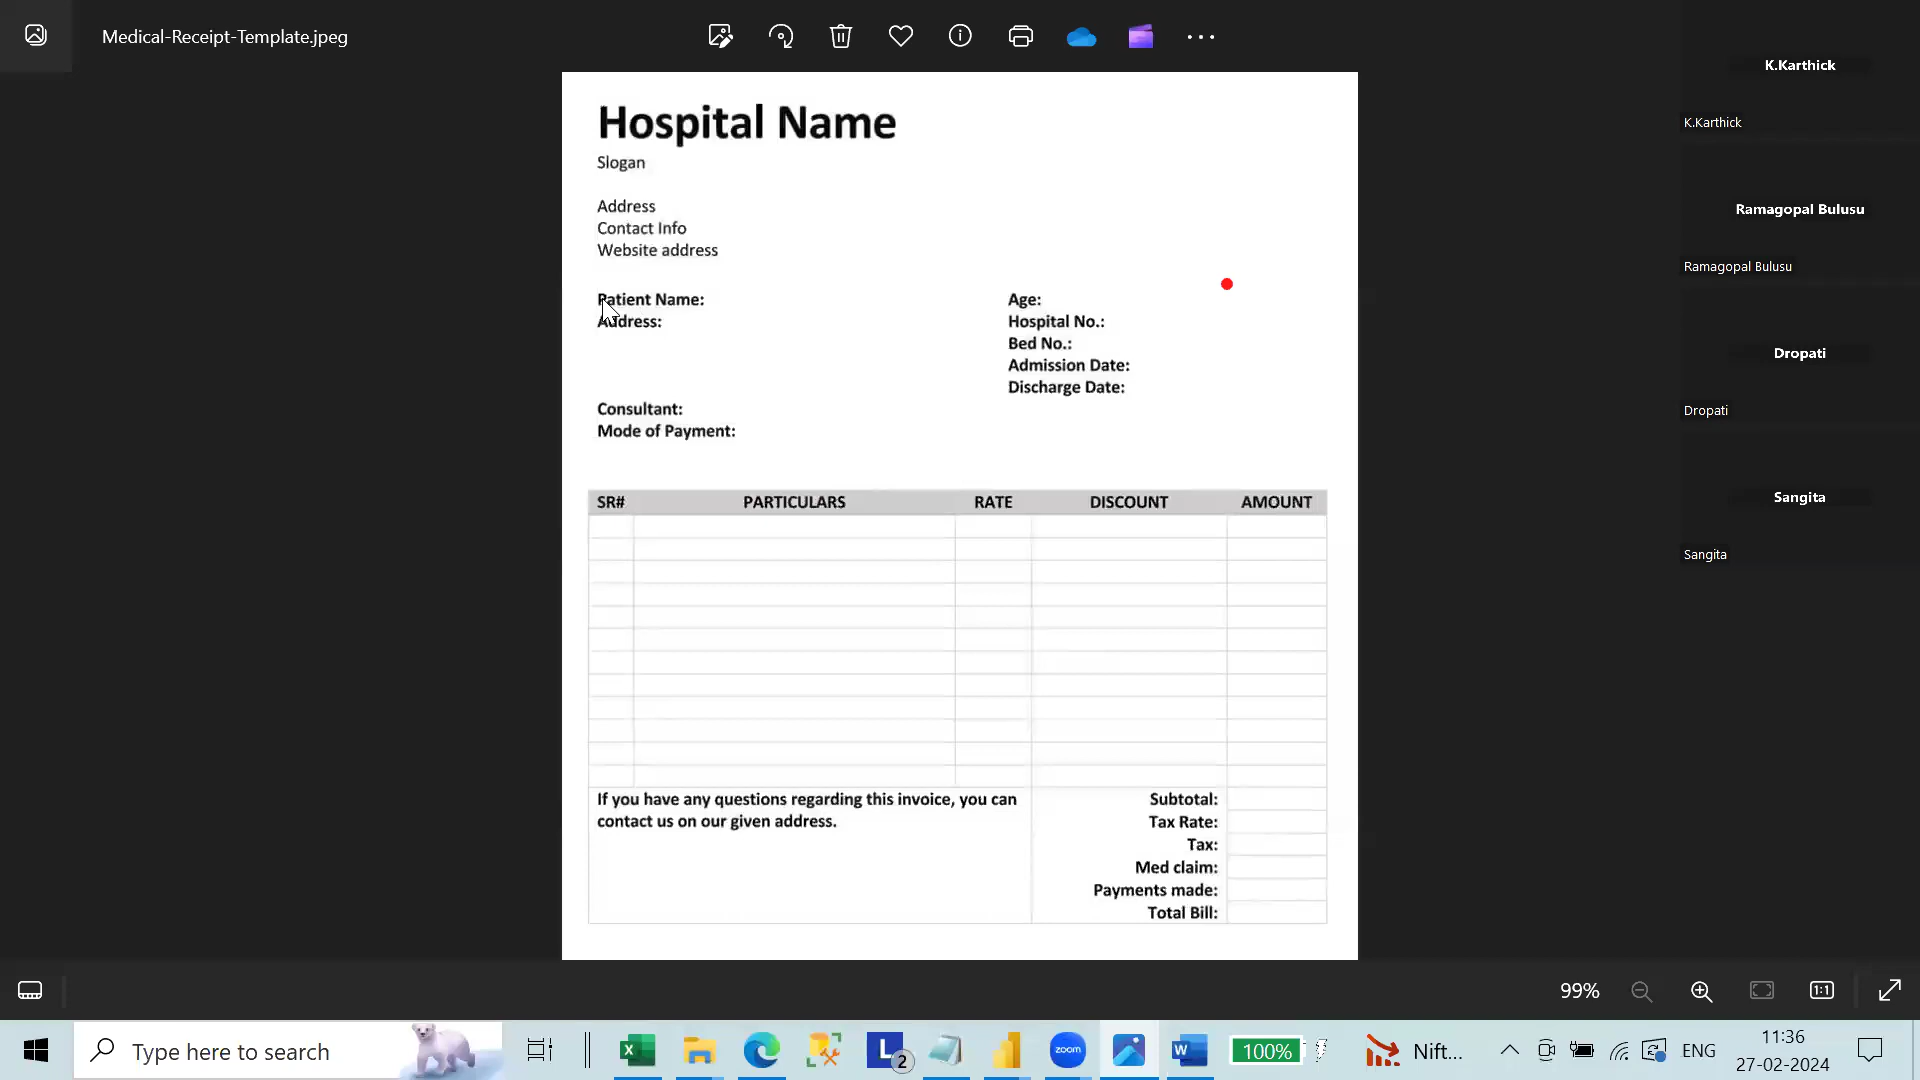 Medical-Receipt-Template.jpeg
K.Karthick
K.Karthick
Ramagopal Bulusu
Ramagopal Bulusu
Dropati
Dropati
Sangita
Sangita
Hospital Name
Slogan
Address
Contact Info
Website address
Patient Name:
Address:
Age:
Hospital No.:
Bed No.:
Admission Date:
Discharge Date:
Consultant:
Mode of Payment:
SR# PARTICULARS RATE DISCOUNT AMOUNT
If you have any questions regarding this invoice, you can
contact us on our given address.
Subtotal:
Tax Rate:
Tax:
Med claim:
Payments made:
Total Bill:
99%
1:1
Type here to search
L 2
zoom
W
100%
Nift...
ENG
11:36
27-02-2024